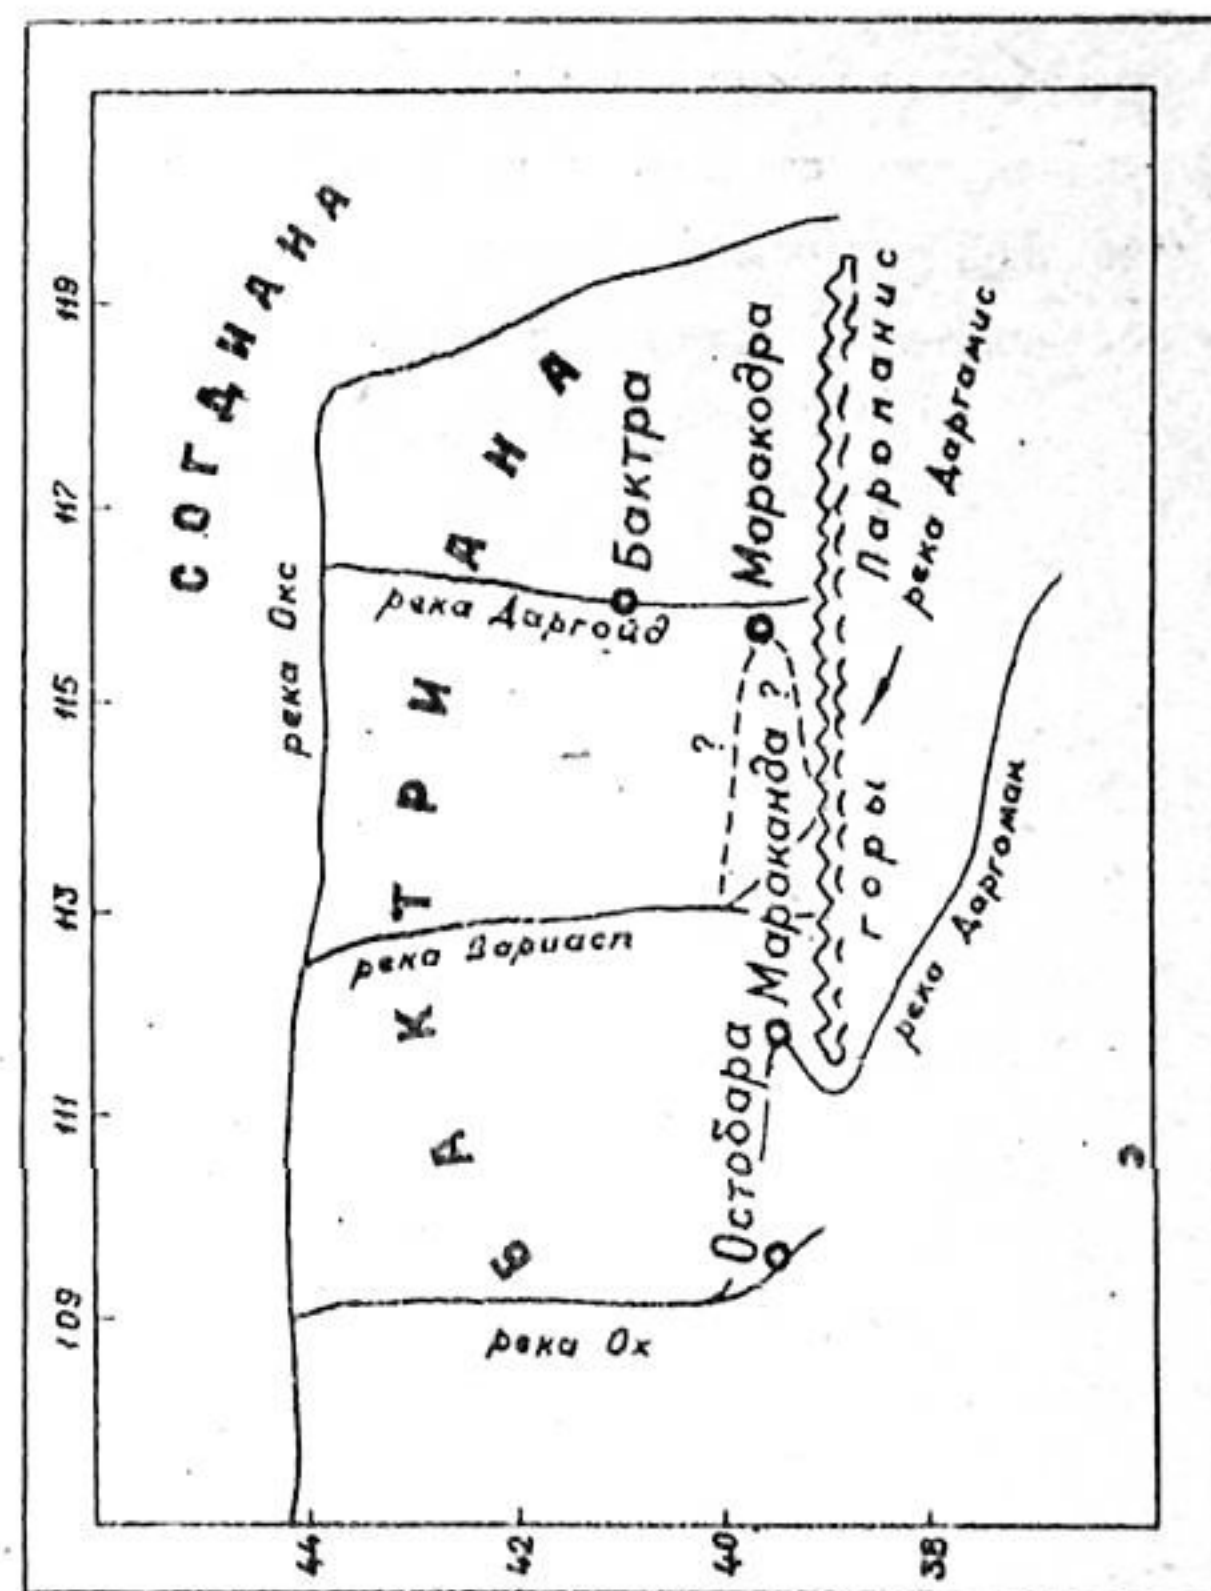 СОГДИАНА
БАКТРИАНА
река Окс
река Даргойд
Бактра
Маракодра
?
Мараканда ?
река Зариасп
Остобара
река Ох
горы Паропанис
река Даргамис
река Даргоман
109
111
113
115
117
119
44
42
40
38